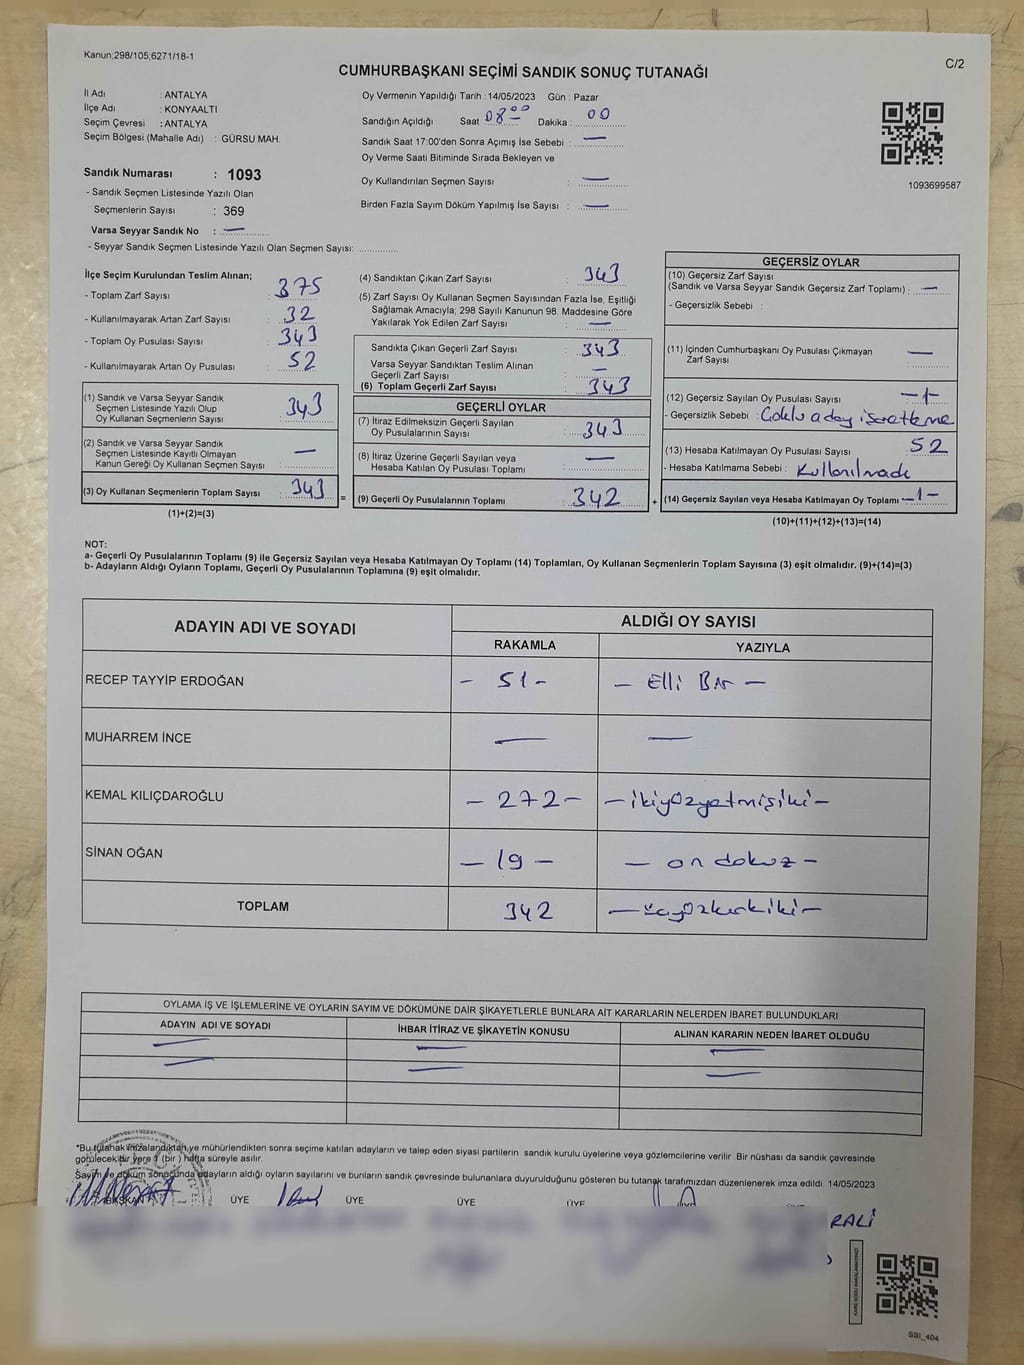 Kanun;298/105;6271/18-1
C/2
CUMHURBAŞKANI SEÇİMİ SANDIK SONUÇ TUTANAĞI
İl Adı : ANTALYA
İlçe Adı : KONYAALTI
Seçim Çevresi : ANTALYA
Seçim Bölgesi (Mahalle Adı) : GÜRSU MAH.
Sandık Numarası : 1093
- Sandık Seçmen Listesinde Yazılı Olan
Seçmenlerin Sayısı : 369
Varsa Seyyar Sandık No : —
- Seyyar Sandık Seçmen Listesinde Yazılı Olan Seçmen Sayısı:
Oy Vermenin Yapıldığı Tarih :14/05/2023 Gün : Pazar
Sandığın Açıldığı Saat 08 00 Dakika : 00
Sandık Saat 17:00'den Sonra Açımış İse Sebebi : —
Oy Verme Saati Bitiminde Sırada Bekleyen ve
Oy Kullandırılan Seçmen Sayısı : —
Birden Fazla Sayım Döküm Yapılmış İse Sayısı : —
1093699587
İlçe Seçim Kurulundan Teslim Alınan;
- Toplam Zarf Sayısı : 375
- Kullanılmayarak Artan Zarf Sayısı : 32
- Toplam Oy Pusulası Sayısı : 343
- Kullanılmayarak Artan Oy Pusulası : 52
(1) Sandık ve Varsa Seyyar Sandık
Seçmen Listesinde Yazılı Olup
Oy Kullanan Seçmenlerin Sayısı : 343
(2) Sandık ve Varsa Seyyar Sandık
Seçmen Listesinde Kayıtlı Olmayan
Kanun Gereği Oy Kullanan Seçmen Sayısı : —
(3) Oy Kullanan Seçmenlerin Toplam Sayısı : 343
(1)+(2)=(3)
(4) Sandıktan Çıkan Zarf Sayısı : 343
(5) Zarf Sayısı Oy Kullanan Seçmen Sayısından Fazla İse, Eşitliği
Sağlamak Amacıyla; 298 Sayılı Kanunun 98. Maddesine Göre
Yakılarak Yok Edilen Zarf Sayısı : —
Sandıkta Çıkan Geçerli Zarf Sayısı : 343
Varsa Seyyar Sandıktan Teslim Alınan
Geçerli Zarf Sayısı : —
(6) Toplam Geçerli Zarf Sayısı : 343
GEÇERLİ OYLAR
(7) İtiraz Edilmeksizin Geçerli Sayılan
Oy Pusulalarının Sayısı : 343
(8) İtiraz Üzerine Geçerli Sayılan veya
Hesaba Katılan Oy Pusulası Toplamı : —
= (9) Geçerli Oy Pusulalarının Toplamı : 342 +
GEÇERSİZ OYLAR
(10) Geçersiz Zarf Sayısı
(Sandık ve Varsa Seyyar Sandık Geçersiz Zarf Toplamı) : —
- Geçersizlik Sebebi :
(11) İçinden Cumhurbaşkanı Oy Pusulası Çıkmayan
Zarf Sayısı : —
(12) Geçersiz Sayılan Oy Pusulası Sayısı : -1-
- Geçersizlik Sebebi : Çoklu aday işaretleme
(13) Hesaba Katılmayan Oy Pusulası Sayısı : 52
- Hesaba Katılmama Sebebi : Kullanılmadı
(14) Geçersiz Sayılan veya Hesaba Katılmayan Oy Toplamı -1-
(10)+(11)+(12)+(13)=(14)
NOT:
a- Geçerli Oy Pusulalarının Toplamı (9) ile Geçersiz Sayılan veya Hesaba Katılmayan Oy Toplamı (14) Toplamları, Oy Kullanan Seçmenlerin Toplam Sayısına (3) eşit olmalıdır. (9)+(14)=(3)
b- Adayların Aldığı Oyların Toplamı, Geçerli Oy Pusulalarının Toplamına (9) eşit olmalıdır.
ADAYIN ADI VE SOYADI ALDIĞI OY SAYISI
RAKAMLA YAZIYLA
RECEP TAYYİP ERDOĞAN - 51 - - Elli Bir -
MUHARREM İNCE — —
KEMAL KILIÇDAROĞLU - 272 - - ikiyüzyetmişiki -
SİNAN OĞAN - 19 - - on dokuz -
TOPLAM 342 - üçyüzkırkiki -
OYLAMA İŞ VE İŞLEMLERİNE VE OYLARIN SAYIM VE DÖKÜMÜNE DAİR ŞİKAYETLERLE BUNLARA AİT KARARLARIN NELERDEN İBARET BULUNDUKLARI
ADAYIN ADI VE SOYADI İHBAR İTİRAZ VE ŞİKAYETİN KONUSU ALINAN KARARIN NEDEN İBARET OLDUĞU
— — —
— — —
*Bu tutanak imzalandıktan ve mühürlendikten sonra seçime katılan adayların ve talep eden siyasi partilerin sandık kurulu üyelerine veya gözlemcilerine verilir Bir nüshası da sandık çevresinde
görülecek bir yere 1 (bir ) hafta süreyle asılır.
Sayım ve döküm sonucunda adayların aldığı oyların sayılarını ve bunların sandık çevresinde bulunanlara duyurulduğunu gösteren bu tutanak tarafımızdan düzenlenerek imza edildi 14/05/2023
BAŞKAN ÜYE ÜYE ÜYE ÜYE ÜYE ÜYE
RALİ
SSI_404